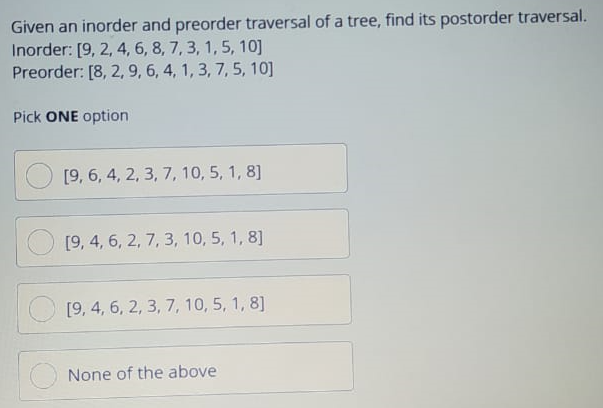 Given an inorder and preorder traversal of a tree, find its postorder traversal.
Inorder: [9, 2, 4, 6, 8, 7, 3, 1, 5, 10]
Preorder: [8, 2, 9, 6, 4, 1, 3, 7, 5, 10]
Pick ONE option
[9, 6, 4, 2, 3, 7, 10, 5, 1, 8]
[9, 4, 6, 2, 7, 3, 10, 5, 1, 8]
[9, 4, 6, 2, 3, 7, 10, 5, 1, 8]
None of the above